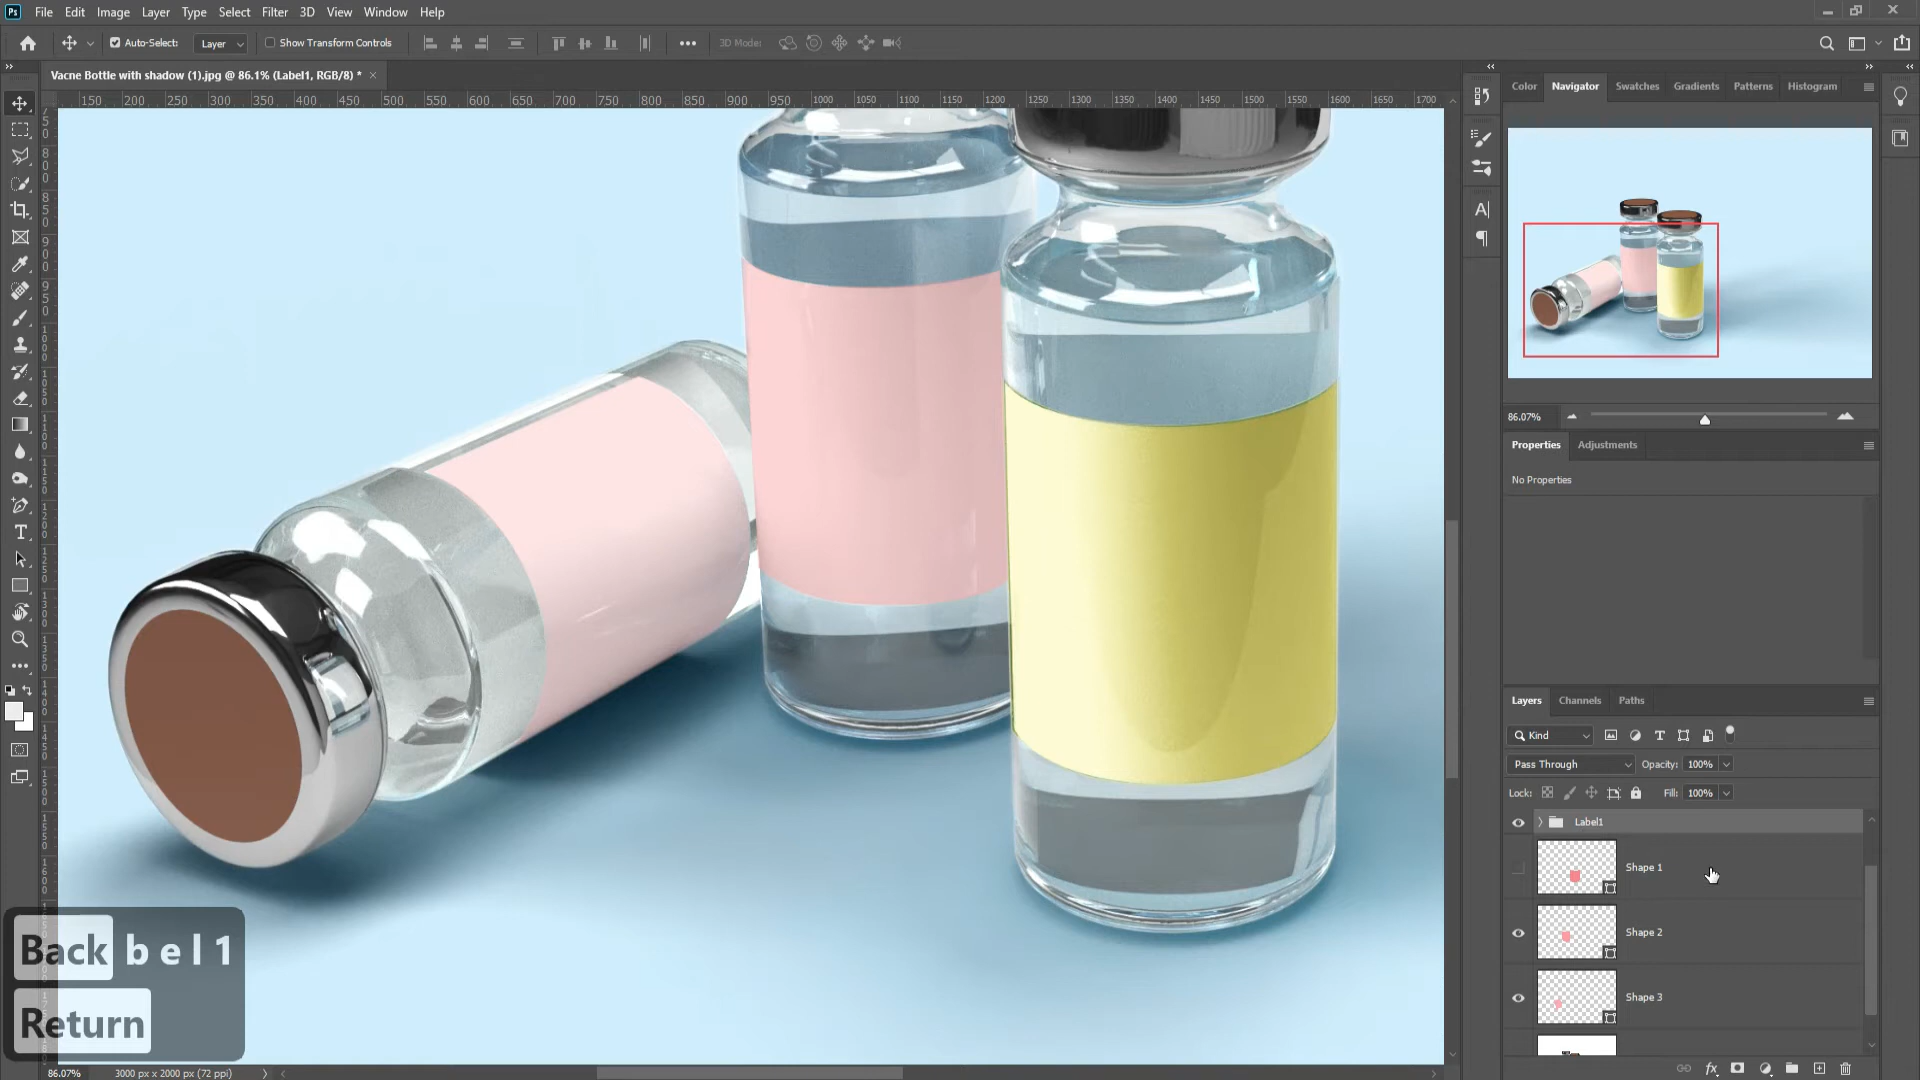 Ps File Edit Image Layer Type Select Filter 3D View Window Help
Auto-Select: Layer Show Transform Controls 3D Mode:
Vacne Bottle with shadow (1).jpg @ 86.1% (Label1, RGB/8) * ×
150 200 250 300 350 400 450 500 550 600 650 700 750 800 850 900 950 1000 1050 1100 1150 1200 1250 1300 1350 1400 1450 1500 1550 1600 1650 1700
Color Navigator Swatches Gradients Patterns Histogram
86.07%
Properties Adjustments
No Properties
Layers Channels Paths
Kind
Pass Through Opacity: 100%
Lock: Fill: 100%
Label1
Shape 1
Shape 2
Shape 3
Back b e l 1
Return
86.07% 3000 px x 2000 px (72 ppi)